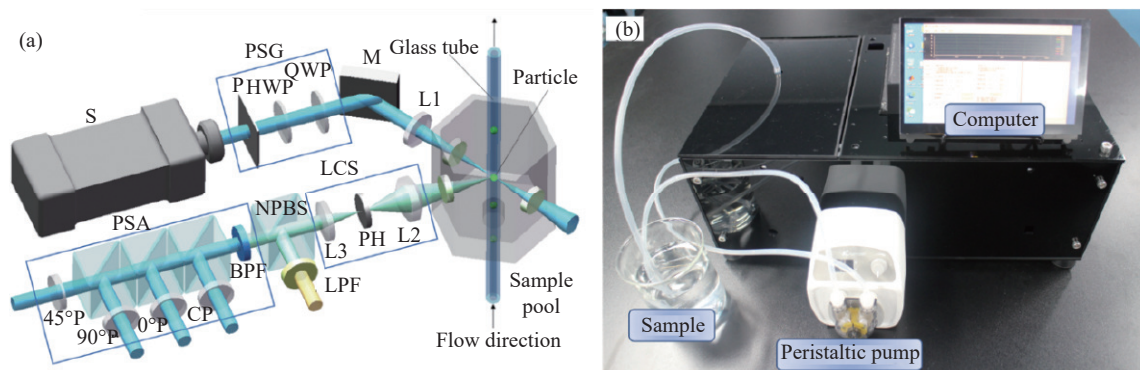 (a)
PSG
P
HWP
QWP
M
S
L1
Glass tube
Particle
LCS
PSA
NPBS
L3
PH
L2
BPF
LPF
45°P
90°P
0°P
CP
Sample
pool
Flow direction
(b)
Computer
Sample
Peristaltic pump